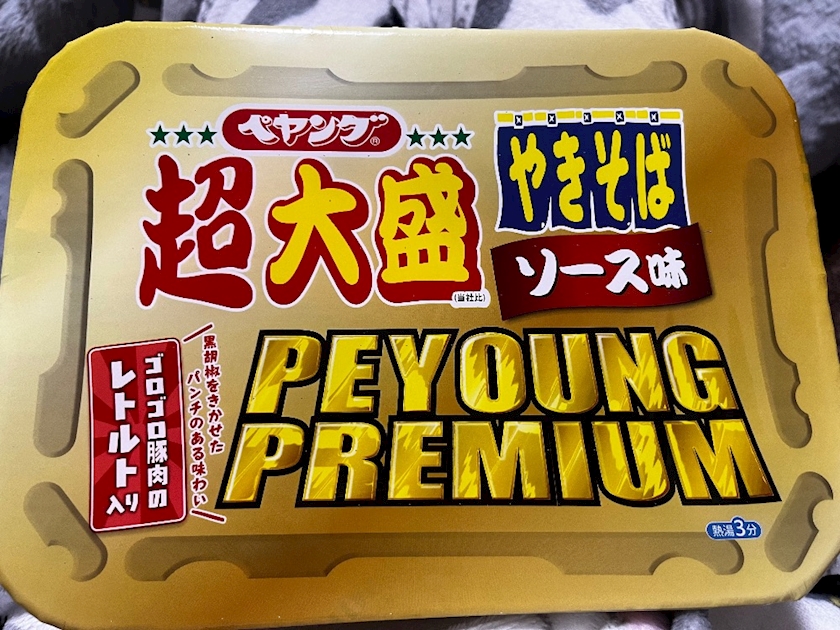 ペヤング®
超大盛
(当社比)
やきそば
ソース味
PEYOUNG
PREMIUM
黒胡椒をきかせた
パンチのある味わい
ゴロゴロ豚肉の
レトルト入り
熱湯3分